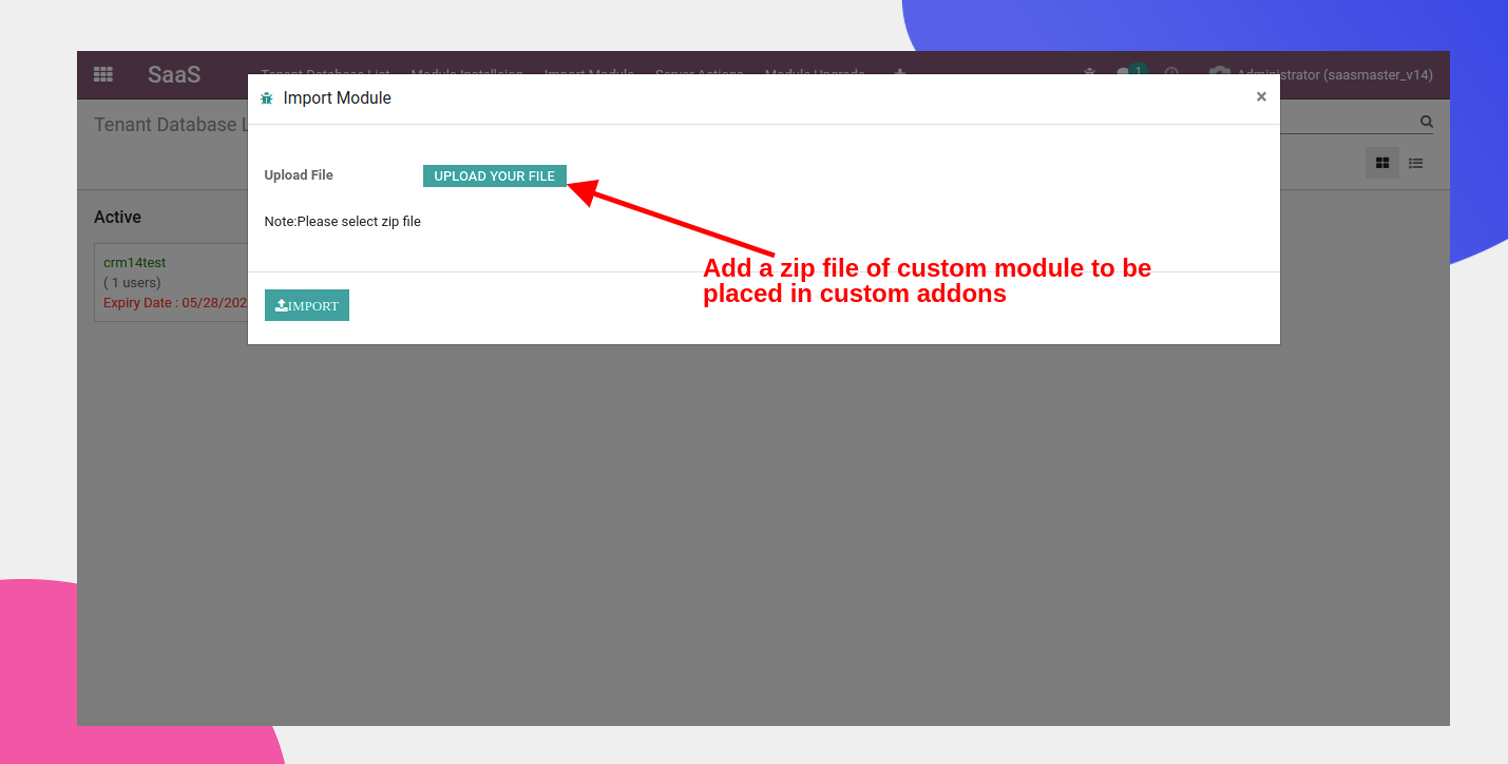 SaaS Tenant Database List Module Installsion Import Module Server Actions Module Upgrade 1 Administrator (saasmaster_v14)
Import Module ×
Tenant Database L
Upload File UPLOAD YOUR FILE
Note:Please select zip file
Active
crm14test
( 1 users)
Expiry Date : 05/28/202
Add a zip file of custom module to be
placed in custom addons
IMPORT